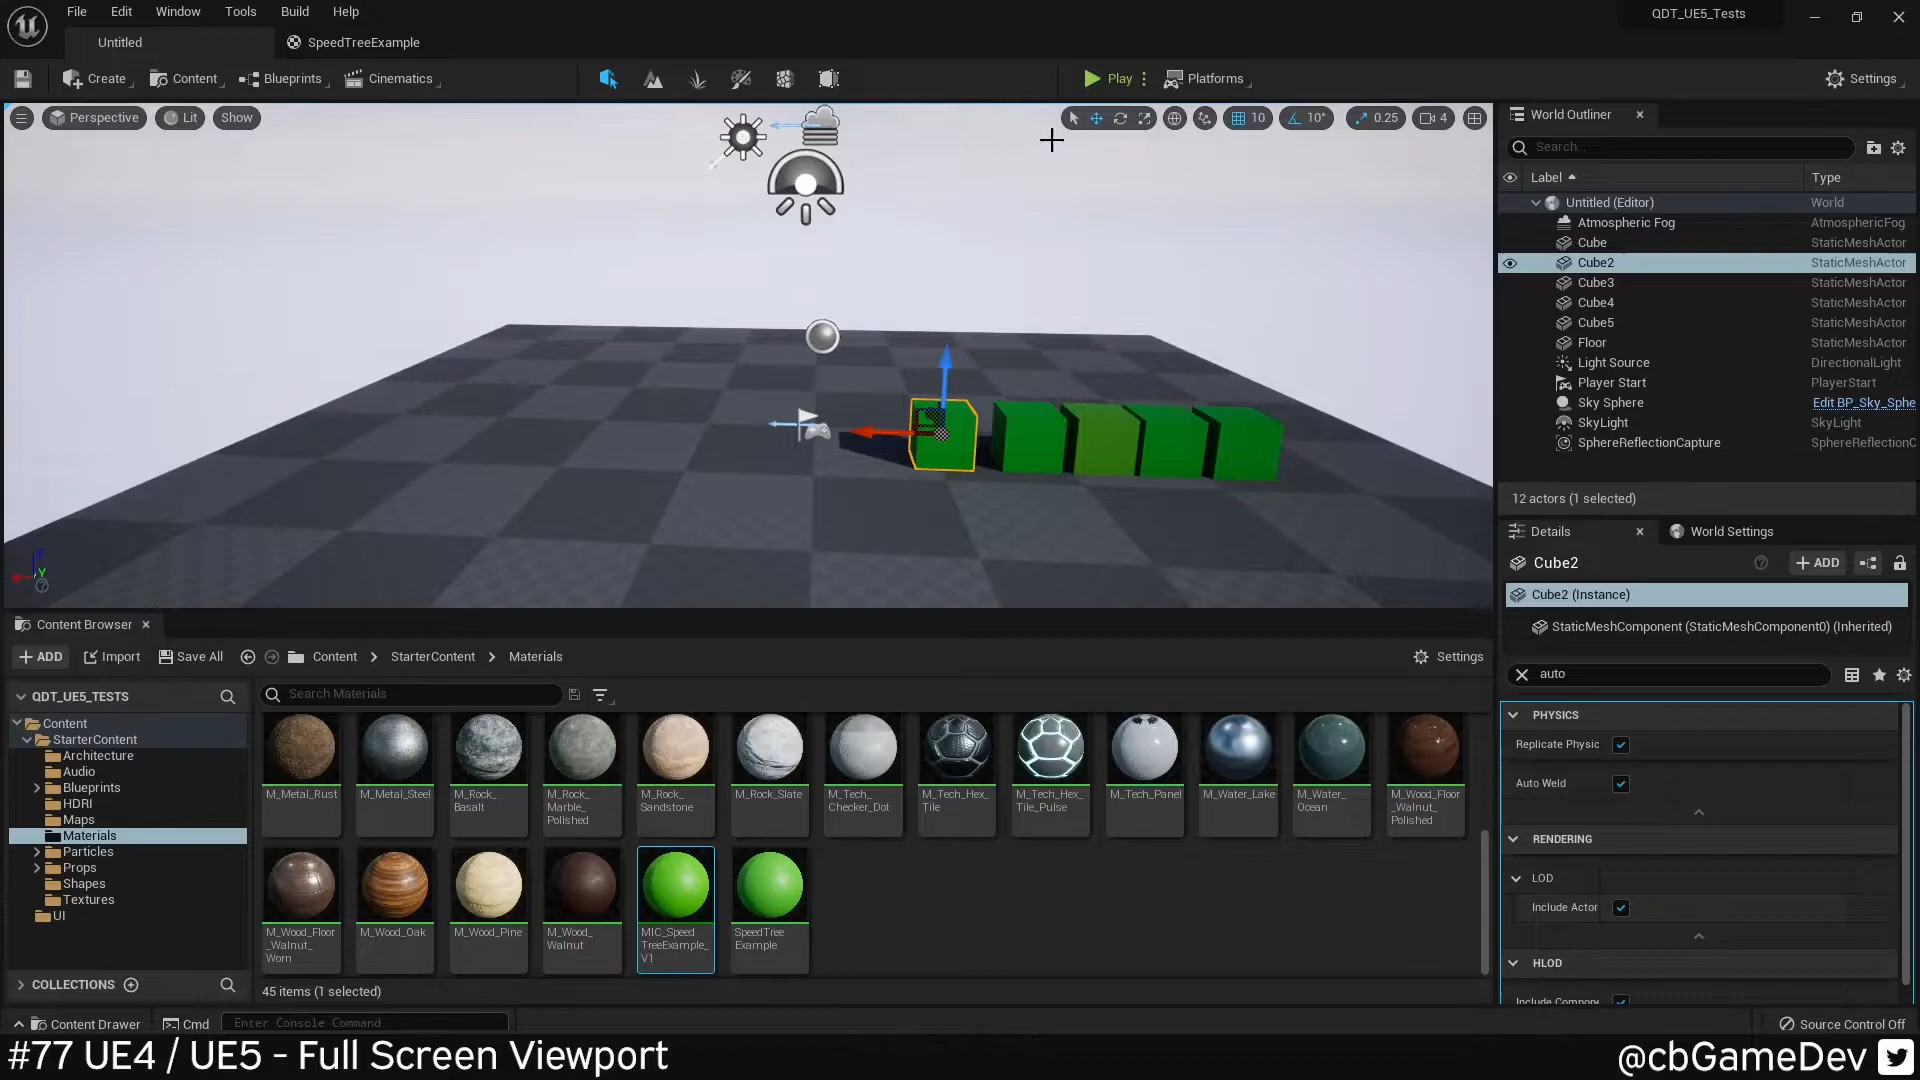 File Edit Window Tools Build Help
QDT_UE5_Tests
Untitled
SpeedTreeExample
Create
Content
Blueprints
Cinematics
Play
Platforms
Settings
Perspective
Lit
Show
10
10°
0.25
4
World Outliner
Search...
Label
Type
Untitled (Editor) World
Atmospheric Fog AtmosphericFog
Cube StaticMeshActor
Cube2 StaticMeshActor
Cube3 StaticMeshActor
Cube4 StaticMeshActor
Cube5 StaticMeshActor
Floor StaticMeshActor
Light Source DirectionalLight
Player Start PlayerStart
Sky Sphere Edit BP_Sky_Sphe
SkyLight SkyLight
SphereReflectionCapture SphereReflectionC
12 actors (1 selected)
Details
World Settings
Cube2
ADD
Cube2 (Instance)
StaticMeshComponent (StaticMeshComponent0) (Inherited)
auto
PHYSICS
Replicate Physic
Auto Weld
RENDERING
LOD
Include Actor
HLOD
Include Compone
Z
Y
Content Browser
ADD
Import
Save All
Content
StarterContent
Materials
Settings
QDT_UE5_TESTS
Content
StarterContent
Architecture
Audio
Blueprints
HDRI
Maps
Materials
Particles
Props
Shapes
Textures
UI
COLLECTIONS
Search Materials
M_Metal_Rust
M_Metal_Steel
M_Rock_
Basalt
M_Rock_
Marble_
Polished
M_Rock_
Sandstone
M_Rock_Slate
M_Tech_
Checker_Dot
M_Tech_Hex_
Tile
M_Tech_Hex_
Tile_Pulse
M_Tech_Panel
M_Water_Lake
M_Water_
Ocean
M_Wood_Floor
_Walnut_
Polished
M_Wood_Floor
_Walnut_
Worn
M_Wood_Oak
M_Wood_Pine
M_Wood_
Walnut
MIC_Speed
TreeExample_
V1
SpeedTree
Example
45 items (1 selected)
Content Drawer
Cmd
Enter Console Command
Source Control Off
#77 UE4 / UE5 - Full Screen Viewport
@cbGameDev